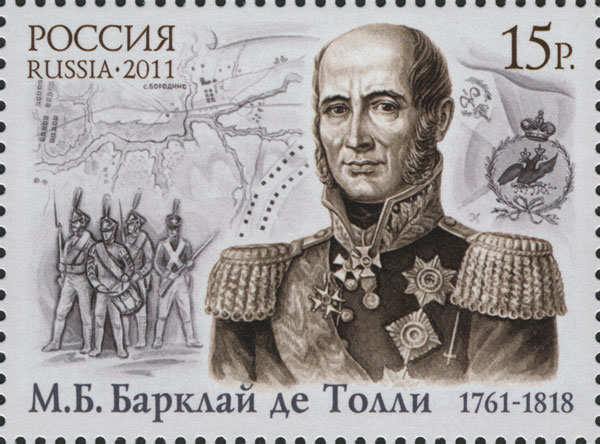 РОССИЯ
RUSSIA·2011
15Р.
с. БОРОДИНО
М.Б. Барклай де Толли 1761-1818